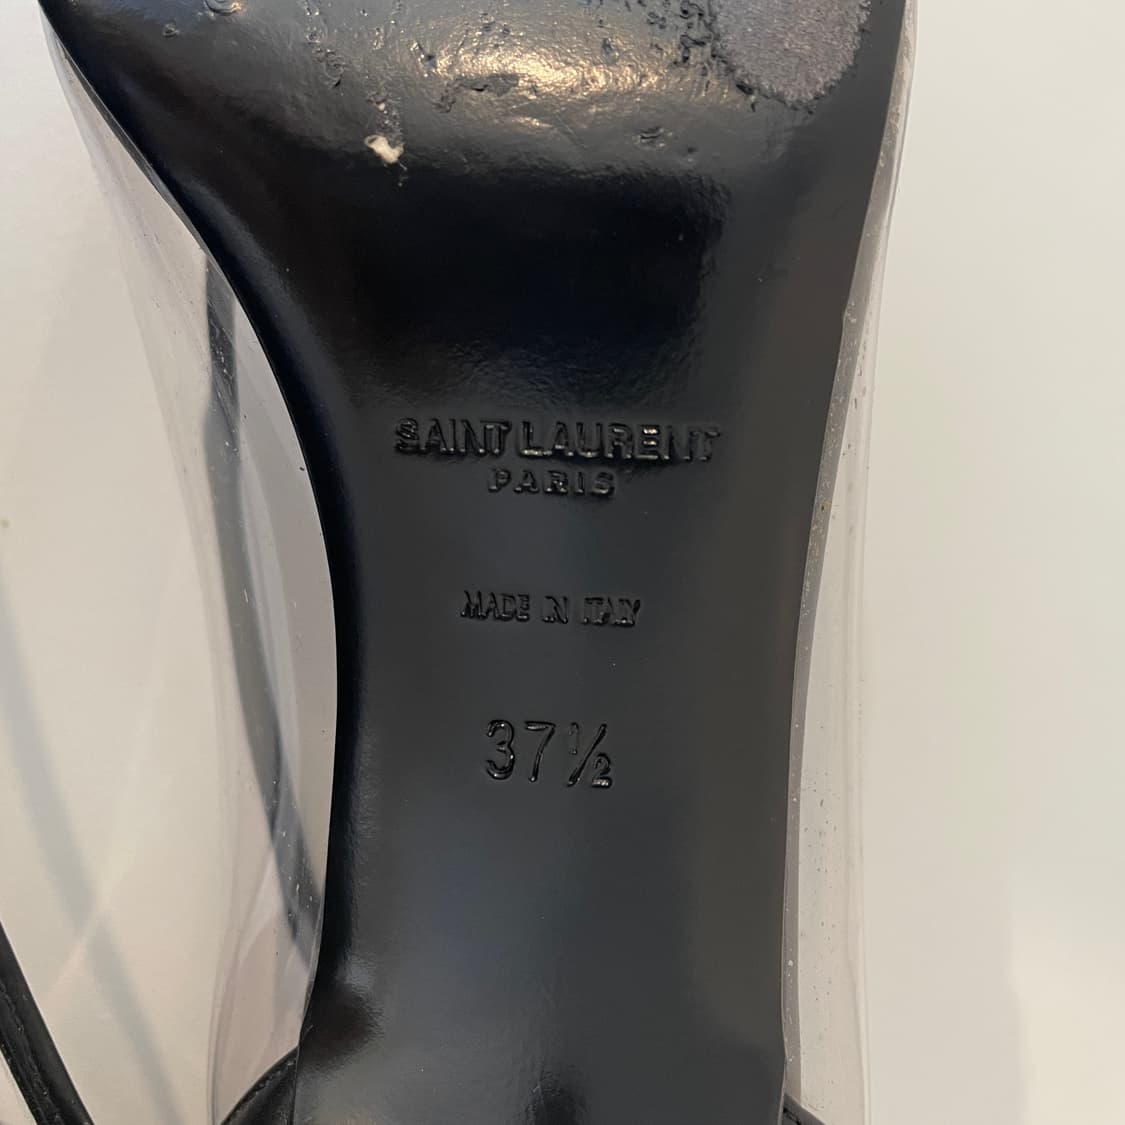 SAINT LAURENT
PARIS
MADE IN ITALY
37½